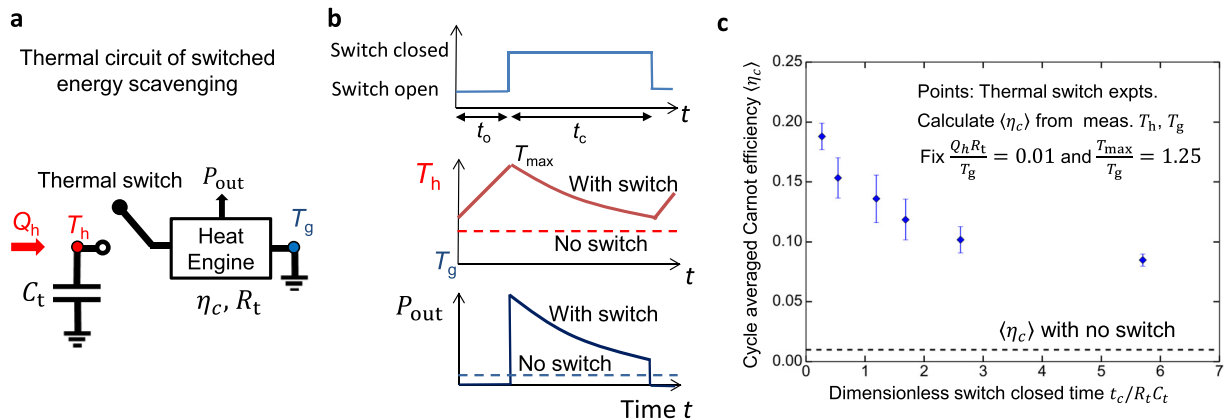 a
Thermal circuit of switched
energy scavenging
Thermal switch
P_out
Q_h
T_h
T_g
Heat
Engine
C_t
η_c, R_t
b
Switch closed
Switch open
t
t_o
t_c
T_h
T_max
With switch
No switch
T_g
t
P_out
With switch
No switch
Time t
c
Cycle averaged Carnot efficiency ⟨η_c⟩
0.25
0.20
0.15
0.10
0.05
0.00
Points: Thermal switch expts.
Calculate ⟨η_c⟩ from meas. T_h, T_g
Fix Q_h R_t / T_g = 0.01 and T_max / T_g = 1.25
⟨η_c⟩ with no switch
0 1 2 3 4 5 6 7
Dimensionless switch closed time t_c/R_tC_t